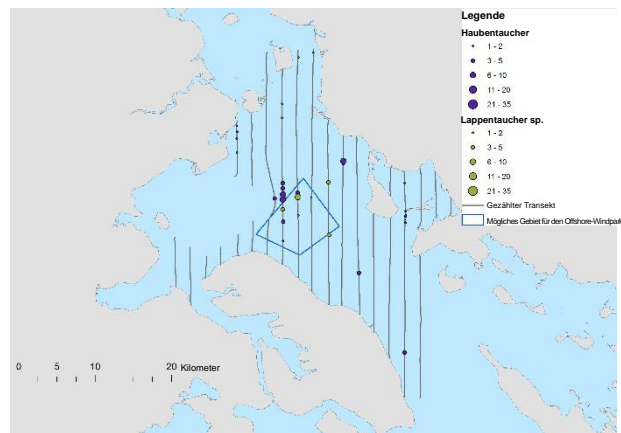 Legende
Haubentaucher
1 - 2
3 - 5
6 - 10
11 - 20
21 - 35
Lappentaucher sp.
1 - 2
3 - 5
6 - 10
11 - 20
21 - 35
Gezählter Transekt
Mögliches Gebiet für den Offshore-Windpark
0 5 10 20 Kilometer